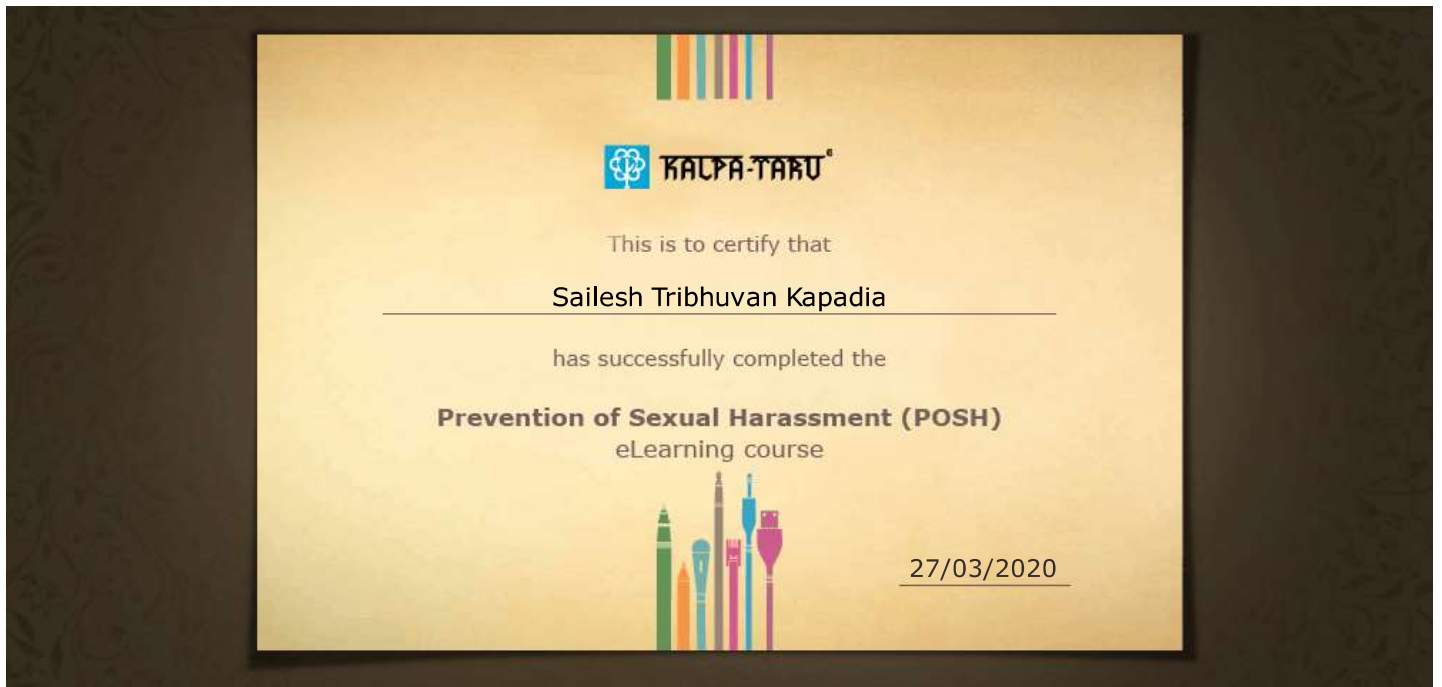 KALPA-TARU®
This is to certify that
Sailesh Tribhuvan Kapadia
has successfully completed the
Prevention of Sexual Harassment (POSH)
eLearning course
27/03/2020